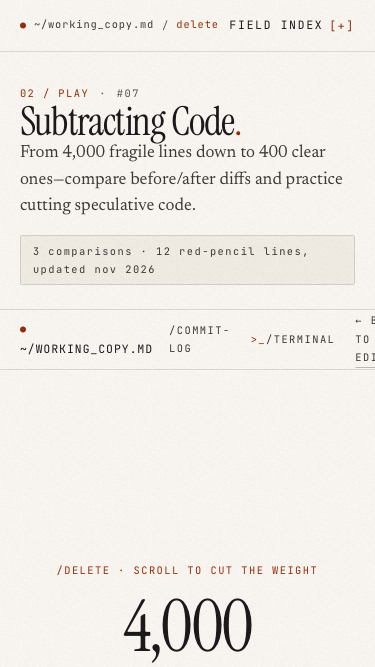 ● ~/working_copy.md / delete FIELD INDEX [+]
02 / PLAY · #07
Subtracting Code.
From 4,000 fragile lines down to 400 clear
ones—compare before/after diffs and practice
cutting speculative code.
3 comparisons · 12 red-pencil lines,
updated nov 2026
● ~/WORKING_COPY.MD
/COMMIT-
LOG
>_/TERMINAL
←
TO
/DELETE · SCROLL TO CUT THE WEIGHT
4,000